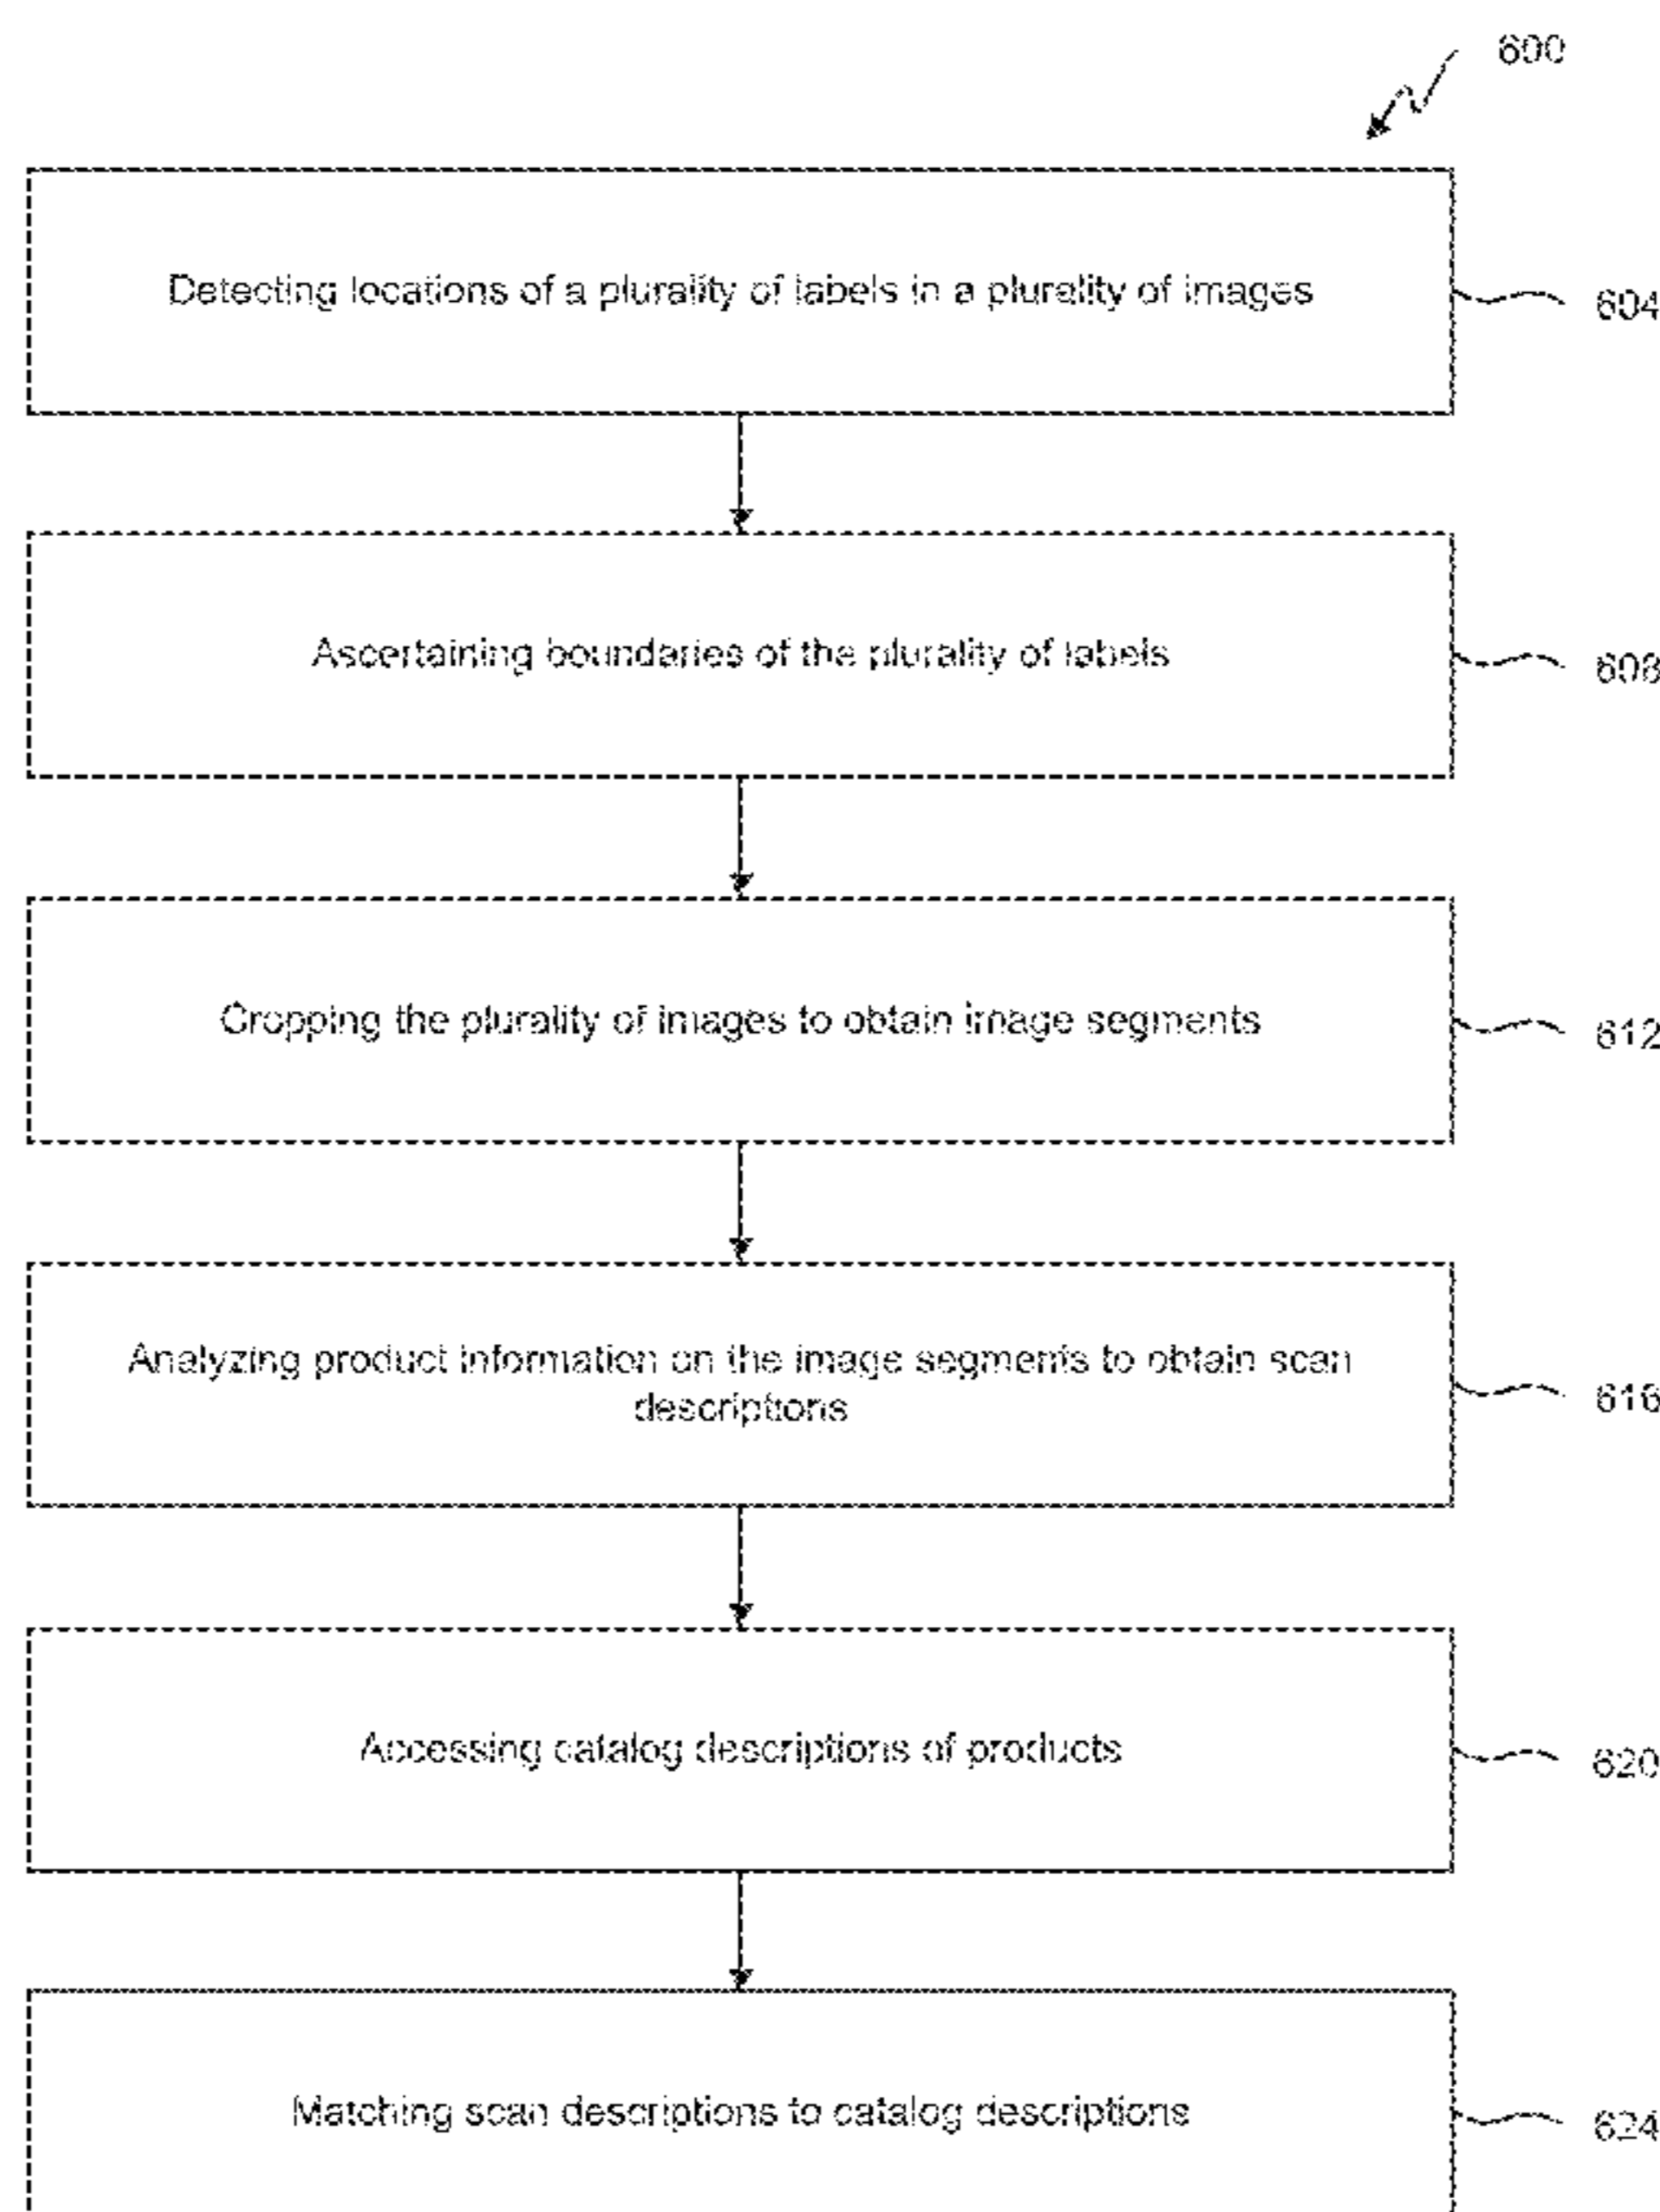 600
Detecting locations of a plurality of labels in a plurality of images
604
Ascertaining boundaries of the plurality of labels
608
Cropping the plurality of images to obtain image segments
612
Analyzing product information on the image segments to obtain scan
descriptions
616
Accessing catalog descriptions of products
620
Matching scan descriptions to catalog descriptions
624